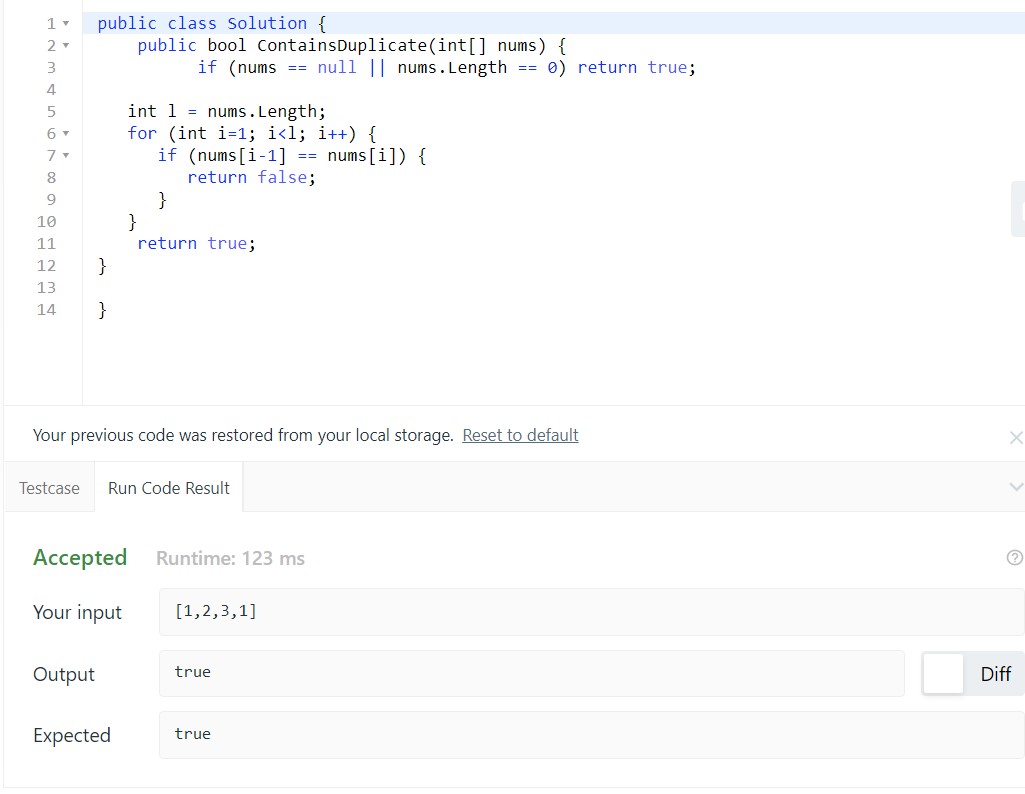 1 public class Solution {
2 public bool ContainsDuplicate(int[] nums) {
3 if (nums == null || nums.Length == 0) return true;
4
5 int l = nums.Length;
6 for (int i=1; i<l; i++) {
7 if (nums[i-1] == nums[i]) {
8 return false;
9 }
10 }
11 return true;
12 }
13
14 }
Your previous code was restored from your local storage. Reset to default
Testcase Run Code Result
Accepted Runtime: 123 ms
Your input [1,2,3,1]
Output true Diff
Expected true